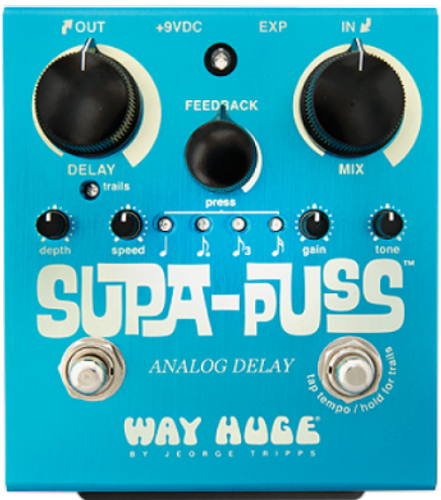 OUT +9VDC EXP IN
FEEDBACK
DELAY MIX
trails
press
depth speed 3 gain tone
SUPA-PUSS™
ANALOG DELAY
tap tempo / hold for trails
WAY HUGE®
BY JEORGE TRIPPS